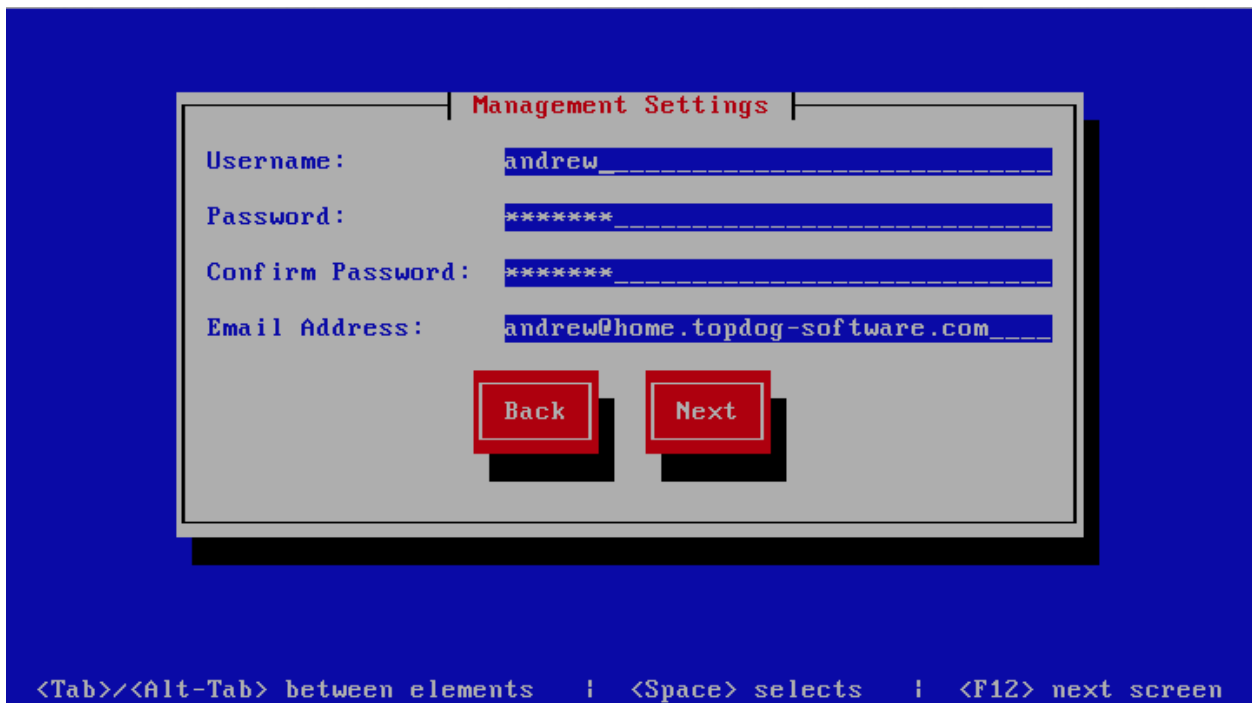 Management Settings
Username: andrew
Password: *******
Confirm Password: *******
Email Address: andrew@home.topdog-software.com
Back Next
<Tab>/<Alt-Tab> between elements | <Space> selects | <F12> next screen